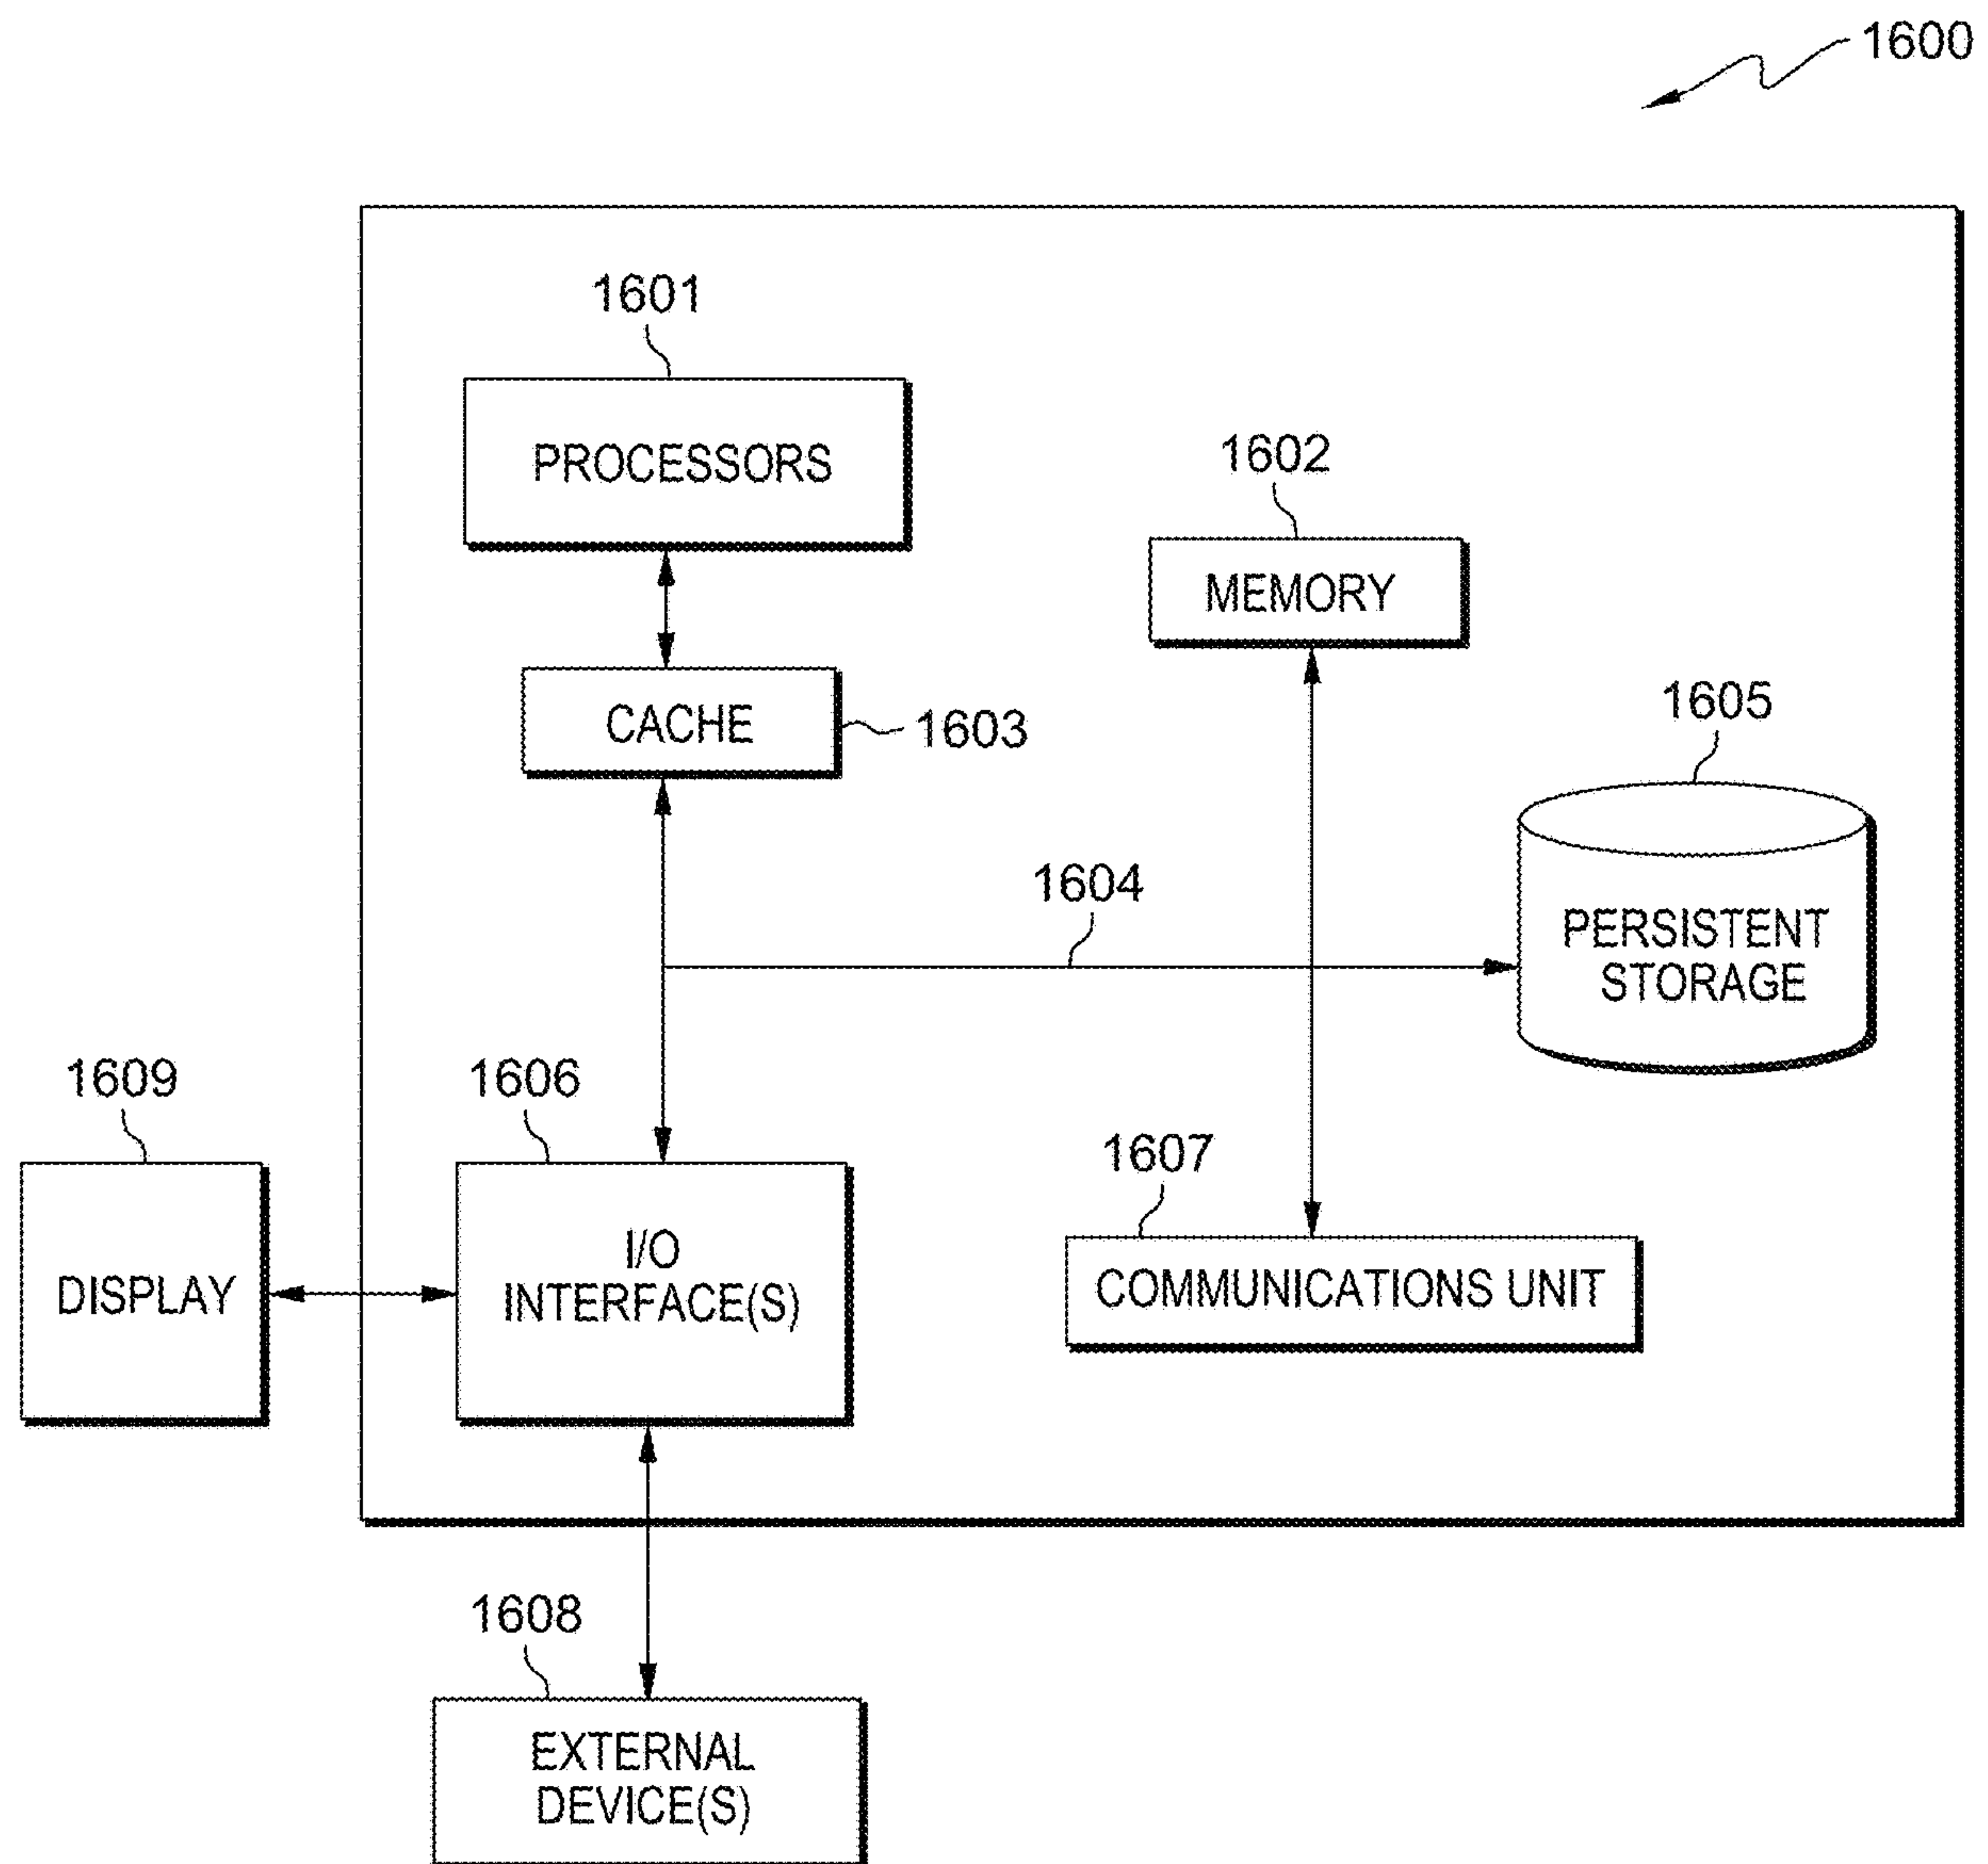 1600
1601
PROCESSORS
1602
MEMORY
CACHE
1603
1605
PERSISTENT
STORAGE
1604
1609
DISPLAY
1606
I/O
INTERFACE(S)
1607
COMMUNICATIONS UNIT
1608
EXTERNAL
DEVICE(S)